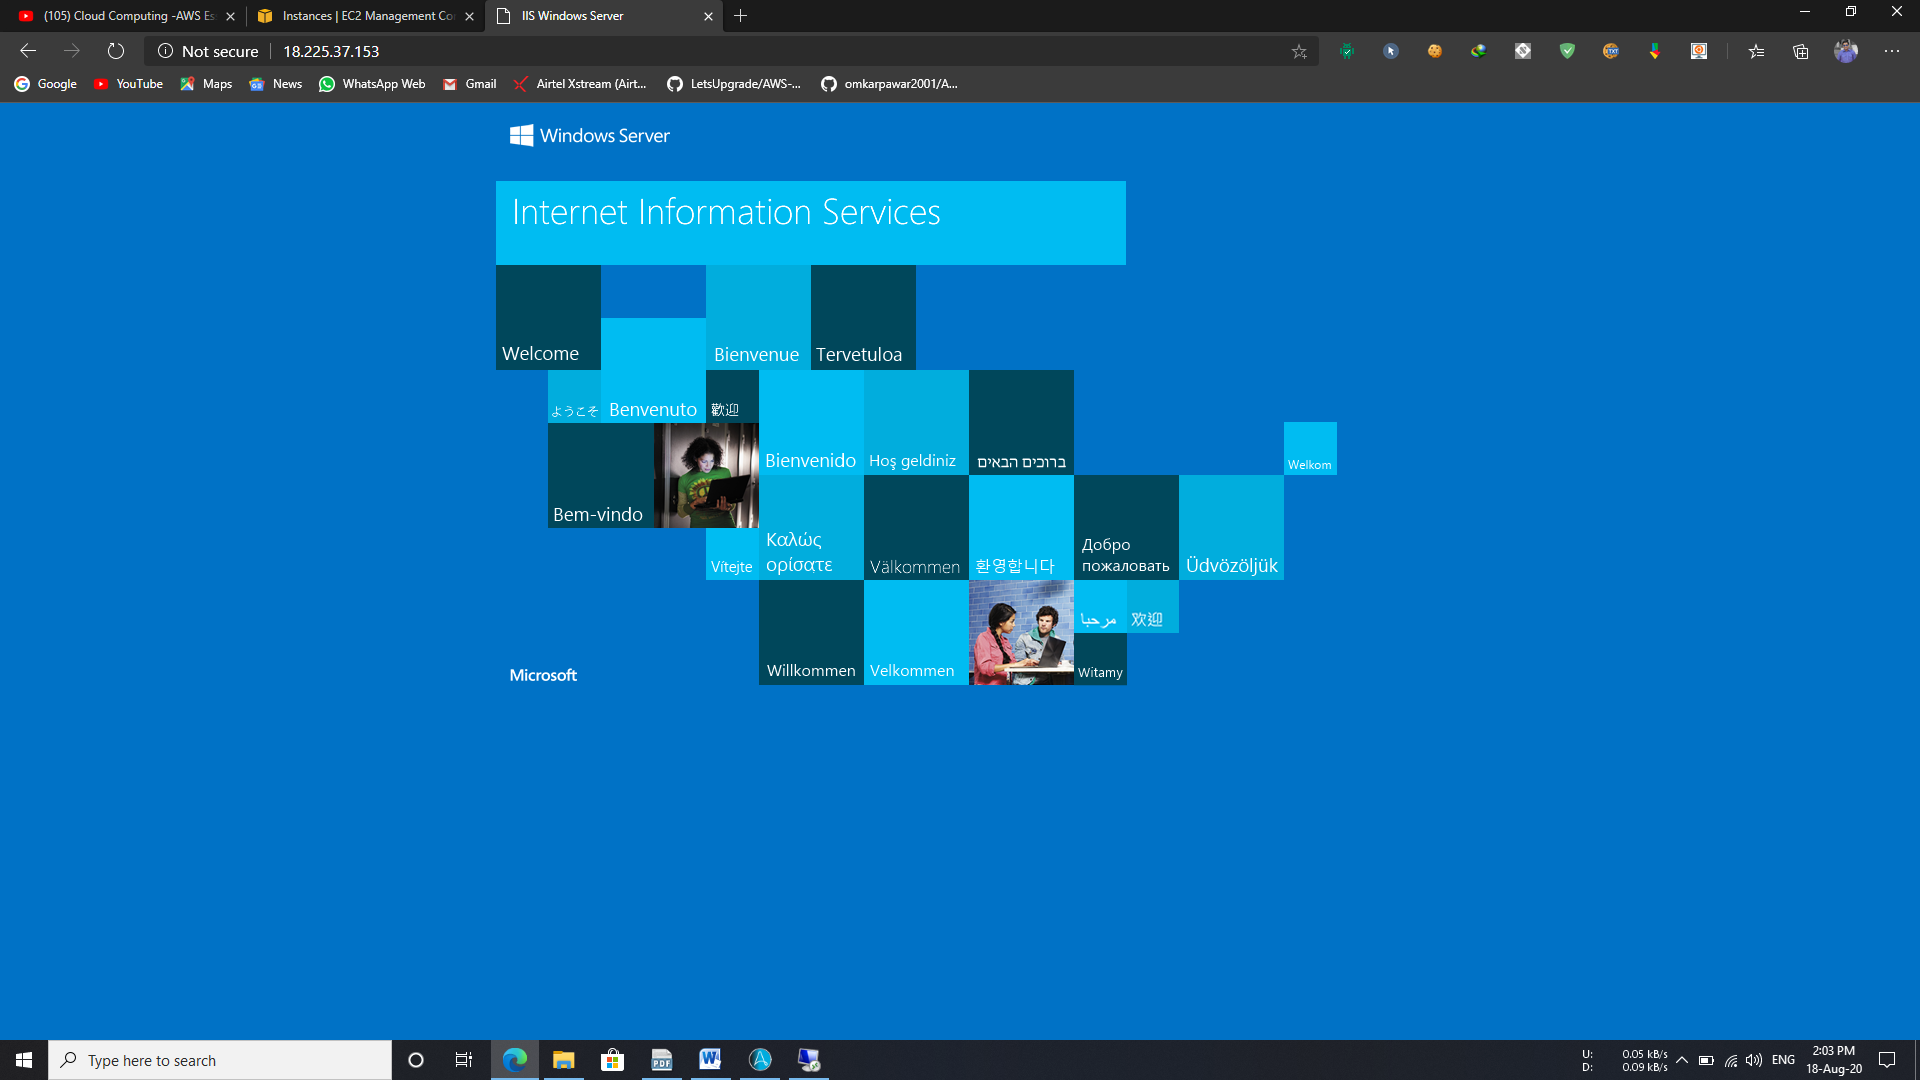 (105) Cloud Computing -AWS Es
Instances | EC2 Management Co
IIS Windows Server
Not secure
18.225.37.153
Google
YouTube
Maps
News
WhatsApp Web
Gmail
Airtel Xstream (Airt...
LetsUpgrade/AWS-...
omkarpawar2001/A...
Windows Server
Internet Information Services
Welcome
Bienvenue
Tervetuloa
ようこそ
Benvenuto
歡迎
Bienvenido
Hoş geldiniz
ברוכים הבאים
Welkom
Bem-vindo
Vítejte
Καλώς
ορίσατε
Välkommen
환영합니다
Добро
пожаловать
Üdvözöljük
مرحبا
欢迎
Microsoft
Willkommen
Velkommen
Witamy
Type here to search
PDF
U: 0.05 kB/s
D: 0.09 kB/s
ENG
2:03 PM
18-Aug-20